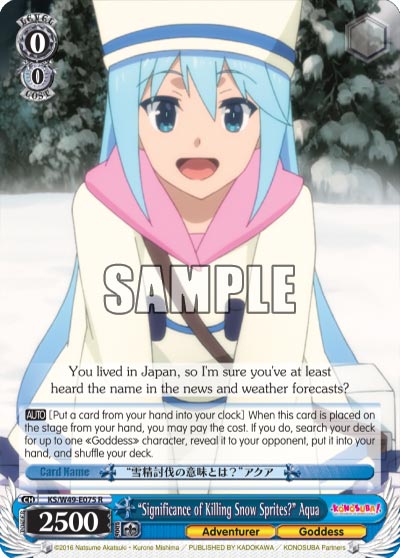 LEVEL
0
0
COST
SAMPLE
You lived in Japan, so I'm sure you've at least
heard the name in the news and weather forecasts?
AUTO [Put a card from your hand into your clock] When this card is placed on
the stage from your hand, you may pay the cost. If you do, search your deck
for up to one «Goddess» character, reveal it to your opponent, put it into your
hand, and shuffle your deck.
Card Name
“雪精討伐の意味とは？”アクア
CH
KS/W49-E075 R
“Significance of Killing Snow Sprites?” Aqua
KONOSUBA!
POWER
2500
SOUL
Adventurer
Goddess
©2016 Natsume Akatsuki・Kurone Mishima / PUBLISHED BY KADOKAWA / KONOSUBA Partners